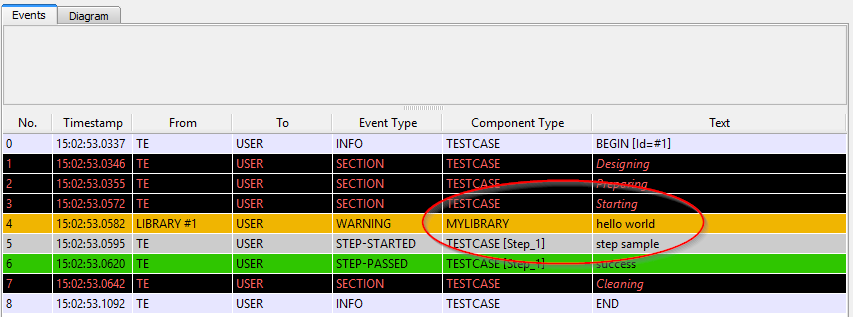 Events Diagram
No. Timestamp From To Event Type Component Type Text
0 15:02:53.0337 TE USER INFO TESTCASE BEGIN [Id=#1]
1 15:02:53.0346 TE USER SECTION TESTCASE Designing
2 15:02:53.0355 TE USER SECTION TESTCASE Preparing
3 15:02:53.0572 TE USER SECTION TESTCASE Starting
4 15:02:53.0582 LIBRARY #1 USER WARNING MYLIBRARY hello world
5 15:02:53.0595 TE USER STEP-STARTED TESTCASE [Step_1] step sample
6 15:02:53.0620 TE USER STEP-PASSED TESTCASE [Step_1] success
7 15:02:53.0642 TE USER SECTION TESTCASE Cleaning
8 15:02:53.1092 TE USER INFO TESTCASE END